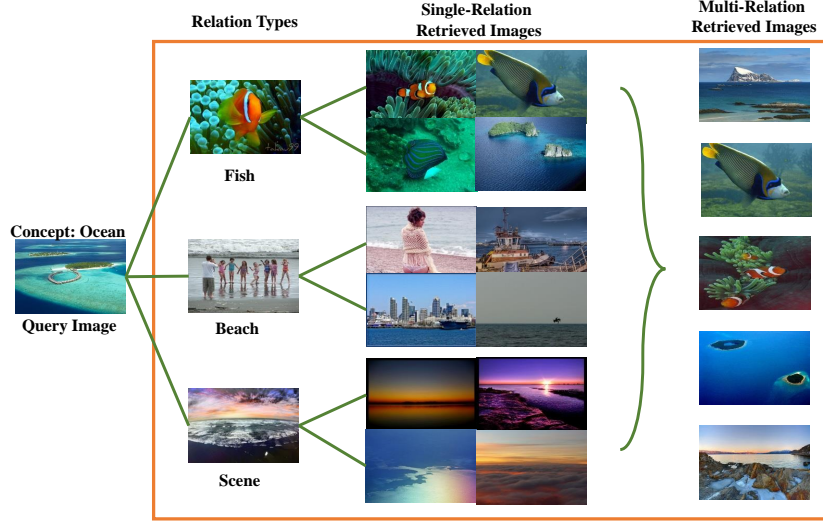 Relation Types
Single-Relation
Retrieved Images
Multi-Relation
Retrieved Images
Fish
Concept: Ocean
Query Image
Beach
Scene